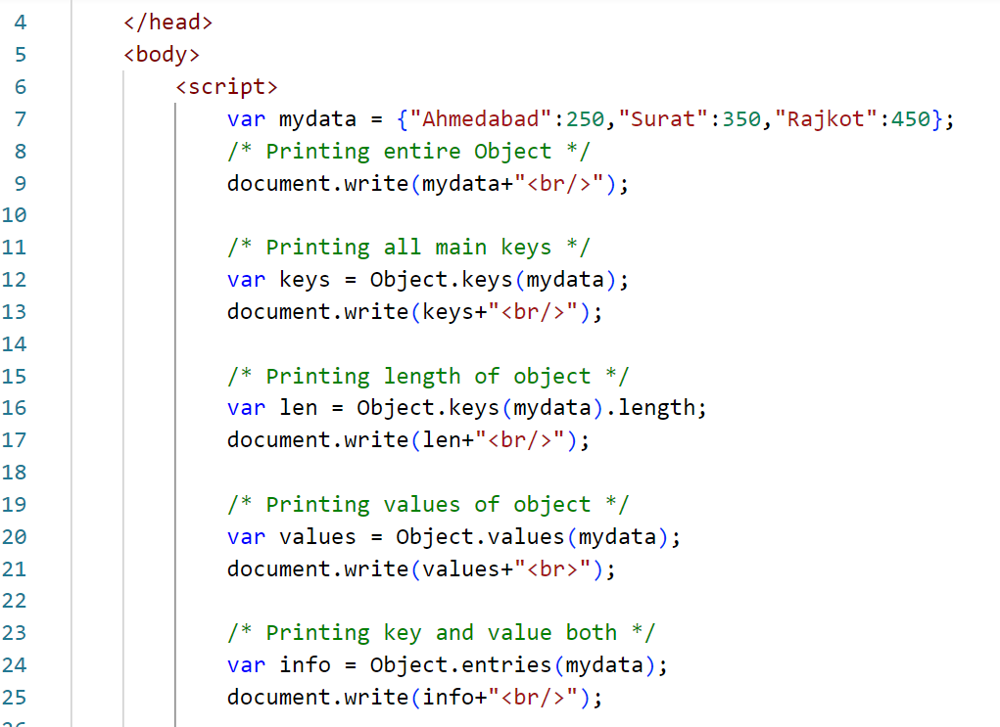 4 </head>
5 <body>
6 <script>
7 var mydata = {"Ahmedabad":250,"Surat":350,"Rajkot":450};
8 /* Printing entire Object */
9 document.write(mydata+"<br/>");
10
11 /* Printing all main keys */
12 var keys = Object.keys(mydata);
13 document.write(keys+"<br/>");
14
15 /* Printing length of object */
16 var len = Object.keys(mydata).length;
17 document.write(len+"<br/>");
18
19 /* Printing values of object */
20 var values = Object.values(mydata);
21 document.write(values+"<br>");
22
23 /* Printing key and value both */
24 var info = Object.entries(mydata);
25 document.write(info+"<br/>");